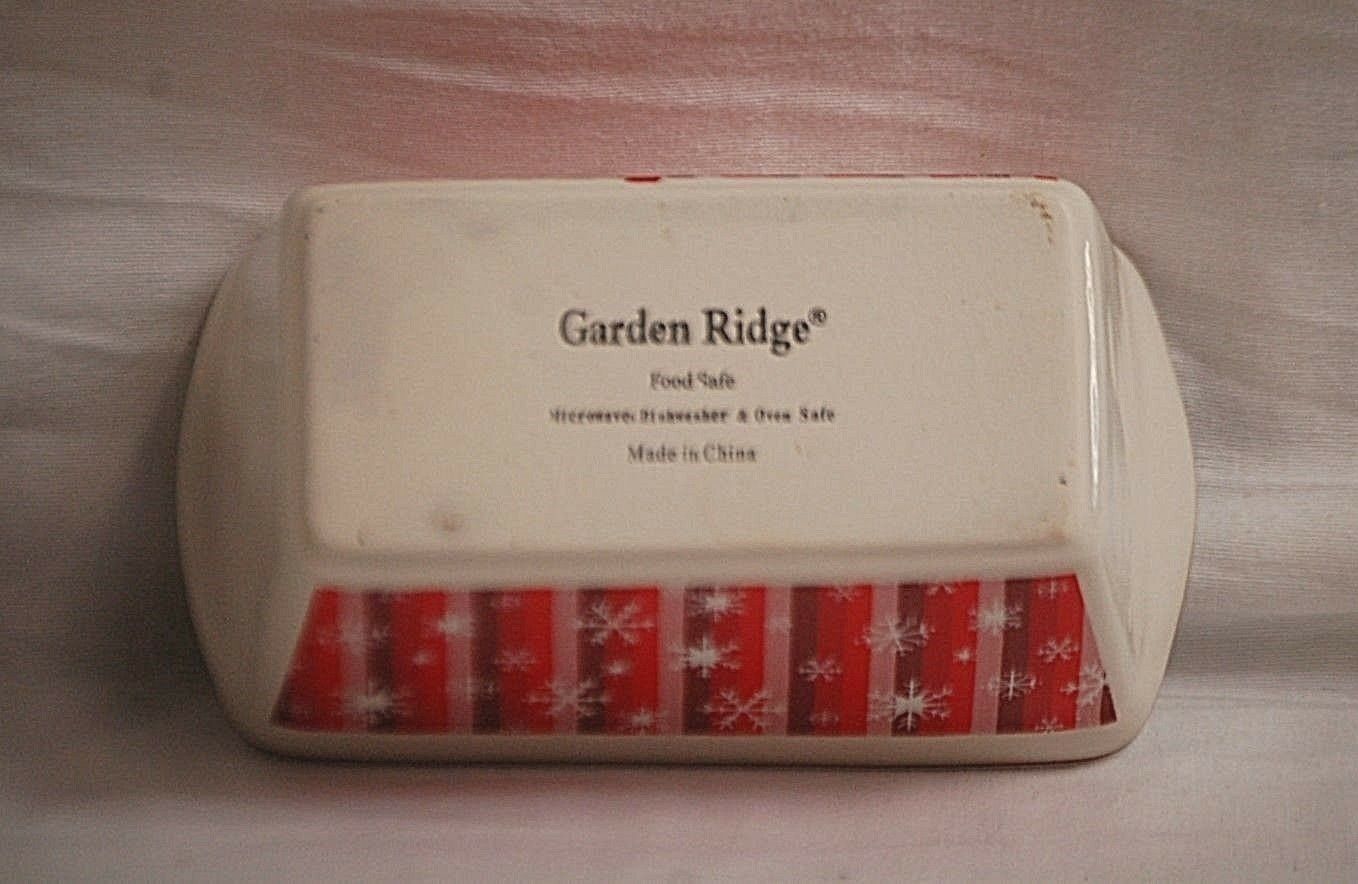 Garden Ridge®
Food Safe
Microwave, Dishwasher & Oven Safe
Made in China